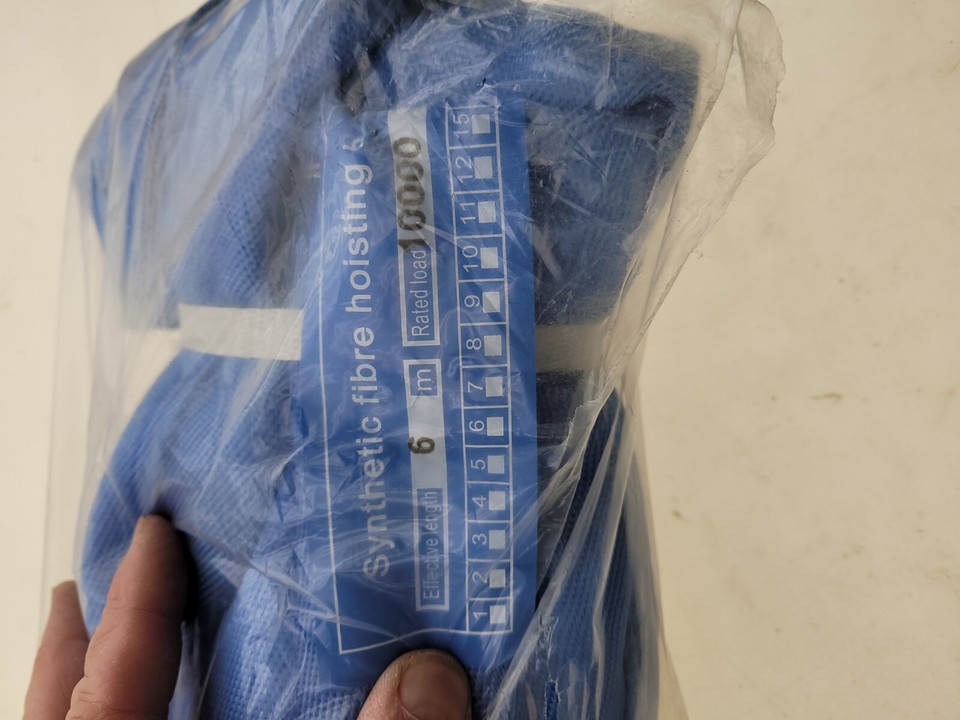 Synthetic fibre hoisting
Effective length 6 m Rated load 10000
1 2 3 4 5 6 7 8 9 10 11 12 15